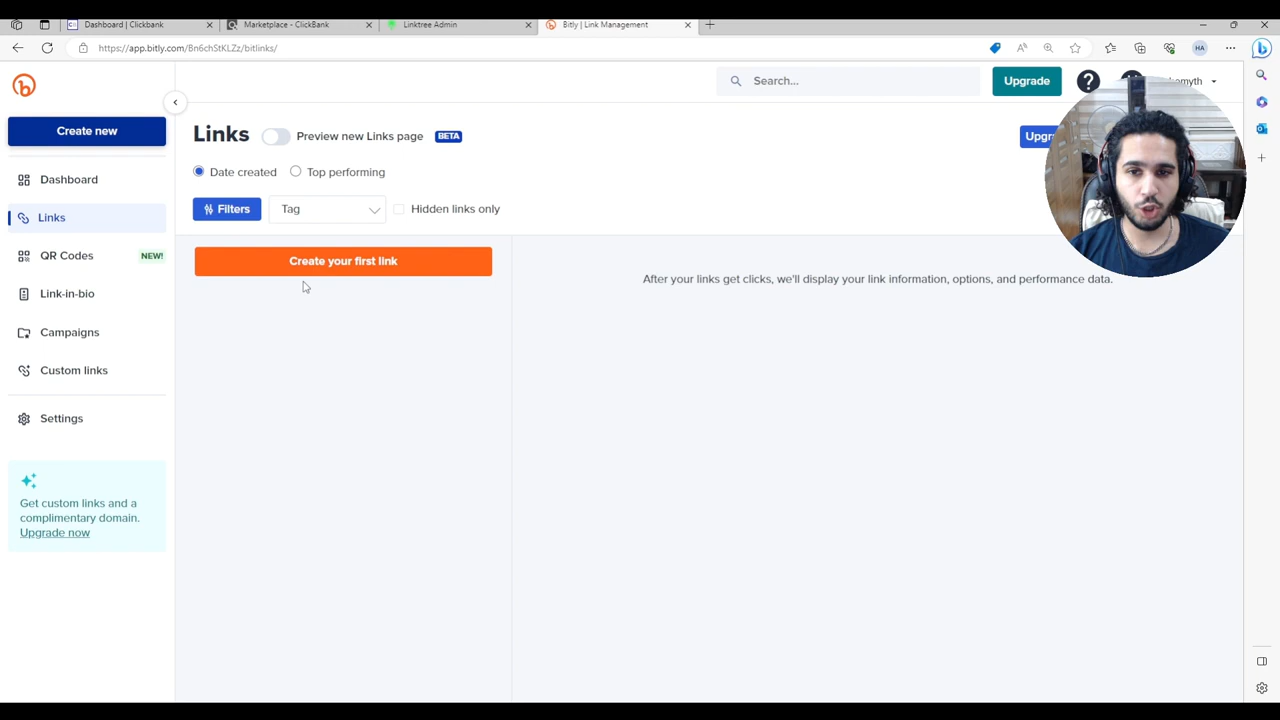 Dashboard | Clickbank
Marketplace - ClickBank
Linktree Admin
Bitly | Link Management
https://app.bitly.com/Bn6chStKLZz/bitlinks/
HA
Search...
Upgrade
Create new
Links
Preview new Links page
BETA
Dashboard
Date created
Top performing
Links
Filters
Tag
Hidden links only
QR Codes
NEW!
Create your first link
After your links get clicks, we'll display your link information, options, and performance data.
Link-in-bio
Campaigns
Custom links
Settings
Get custom links and a
complimentary domain.
Upgrade now